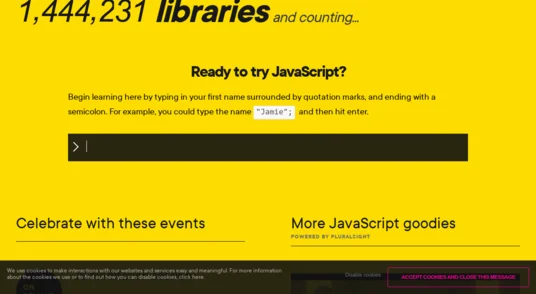 1,444,231 libraries and counting...
Ready to try JavaScript?
Begin learning here by typing in your first name surrounded by quotation marks, and ending with a
semicolon. For example, you could type the name "Jamie"; and then hit enter.
Celebrate with these events
More JavaScript goodies
POWERED BY PLURALSIGHT
We use cookies to make interactions with our websites and services easy and meaningful. For more information
about the cookies we use or to find out how you can disable cookies, click here.
Disable cookies
ACCEPT COOKIES AND CLOSE THIS MESSAGE
ON